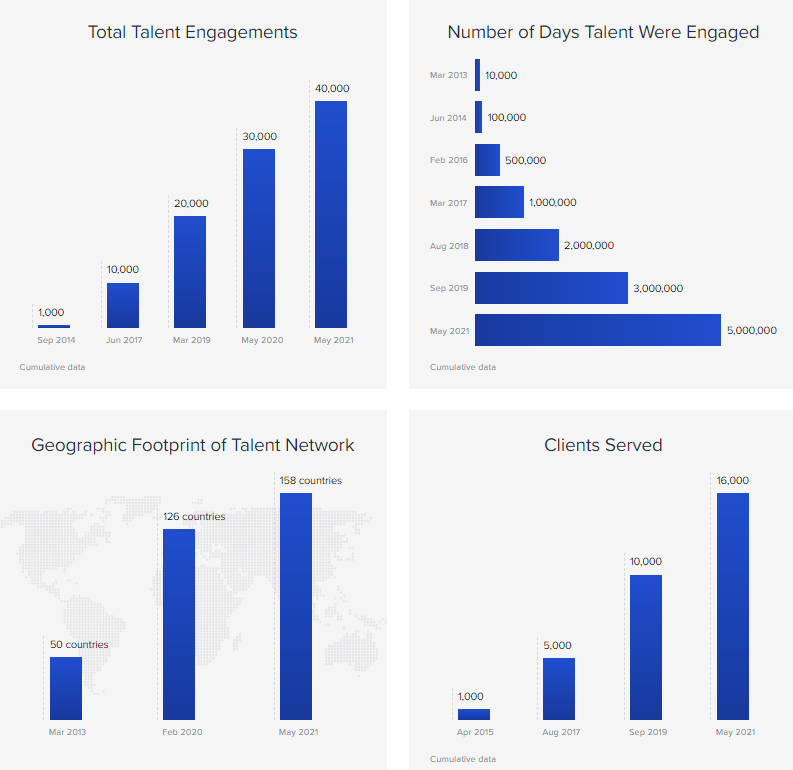 Total Talent Engagements
40,000
30,000
20,000
10,000
1,000
Sep 2014 Jun 2017 Mar 2019 May 2020 May 2021
Cumulative data
Number of Days Talent Were Engaged
Mar 2013 10,000
Jun 2014 100,000
Feb 2016 500,000
Mar 2017 1,000,000
Aug 2018 2,000,000
Sep 2019 3,000,000
May 2021 5,000,000
Cumulative data
Geographic Footprint of Talent Network
158 countries
126 countries
50 countries
Mar 2013 Feb 2020 May 2021
Clients Served
16,000
10,000
5,000
1,000
Apr 2015 Aug 2017 Sep 2019 May 2021
Cumulative data